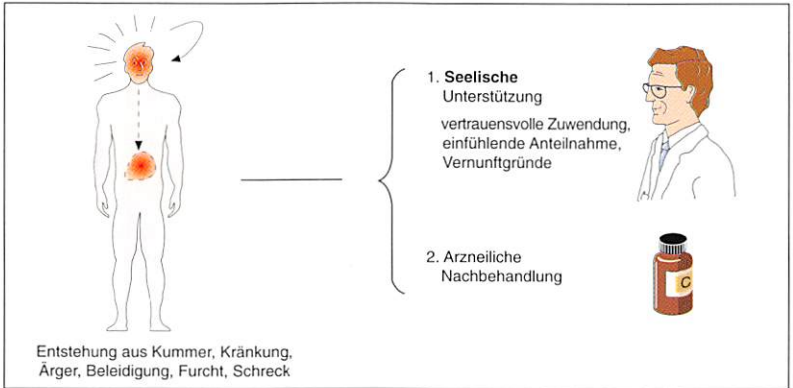 1. Seelische
Unterstützung
vertrauensvolle Zuwendung,
einfühlende Anteilnahme,
Vernunftgründe
2. Arzneiliche
Nachbehandlung
C
Entstehung aus Kummer, Kränkung,
Ärger, Beleidigung, Furcht, Schreck